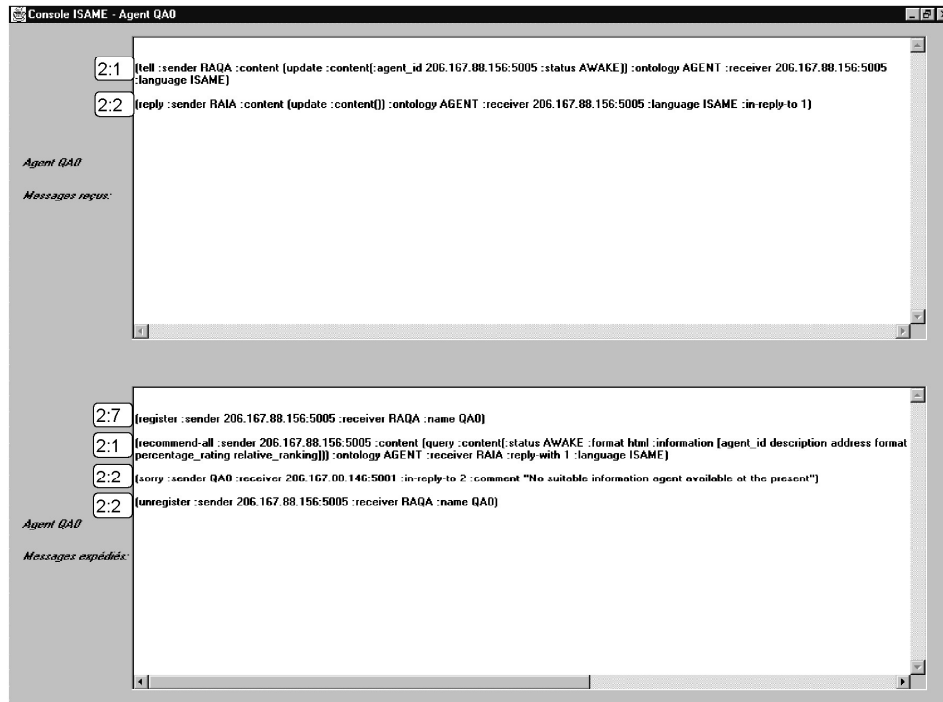 Console ISAME - Agent QA0
2:1
(tell :sender RAQA :content (update :content(:agent_id 206.167.88.156:5005 :status AWAKE)) :ontology AGENT :receiver 206.167.88.156:5005
:language ISAME)
2:2
(reply :sender RAIA :content (update :content()) :ontology AGENT :receiver 206.167.88.156:5005 :language ISAME :in-reply-to 1)
Agent QA0
Messages reçus:
2:7
(register :sender 206.167.88.156:5005 :receiver RAQA :name QA0)
2:1
(recommend-all :sender 206.167.88.156:5005 :content (query :content(:status AWAKE :format html :information [agent_id description address format
percentage_rating relative_ranking])) :ontology AGENT :receiver RAIA :reply-with 1 :language ISAME)
2:2
(sorry :sender QA0 :receiver 206.167.00.146:5001 :in-reply-to 2 :comment "No suitable information agent available at the present")
2:2
(unregister :sender 206.167.88.156:5005 :receiver RAQA :name QA0)
Agent QA0
Messages expédiés: